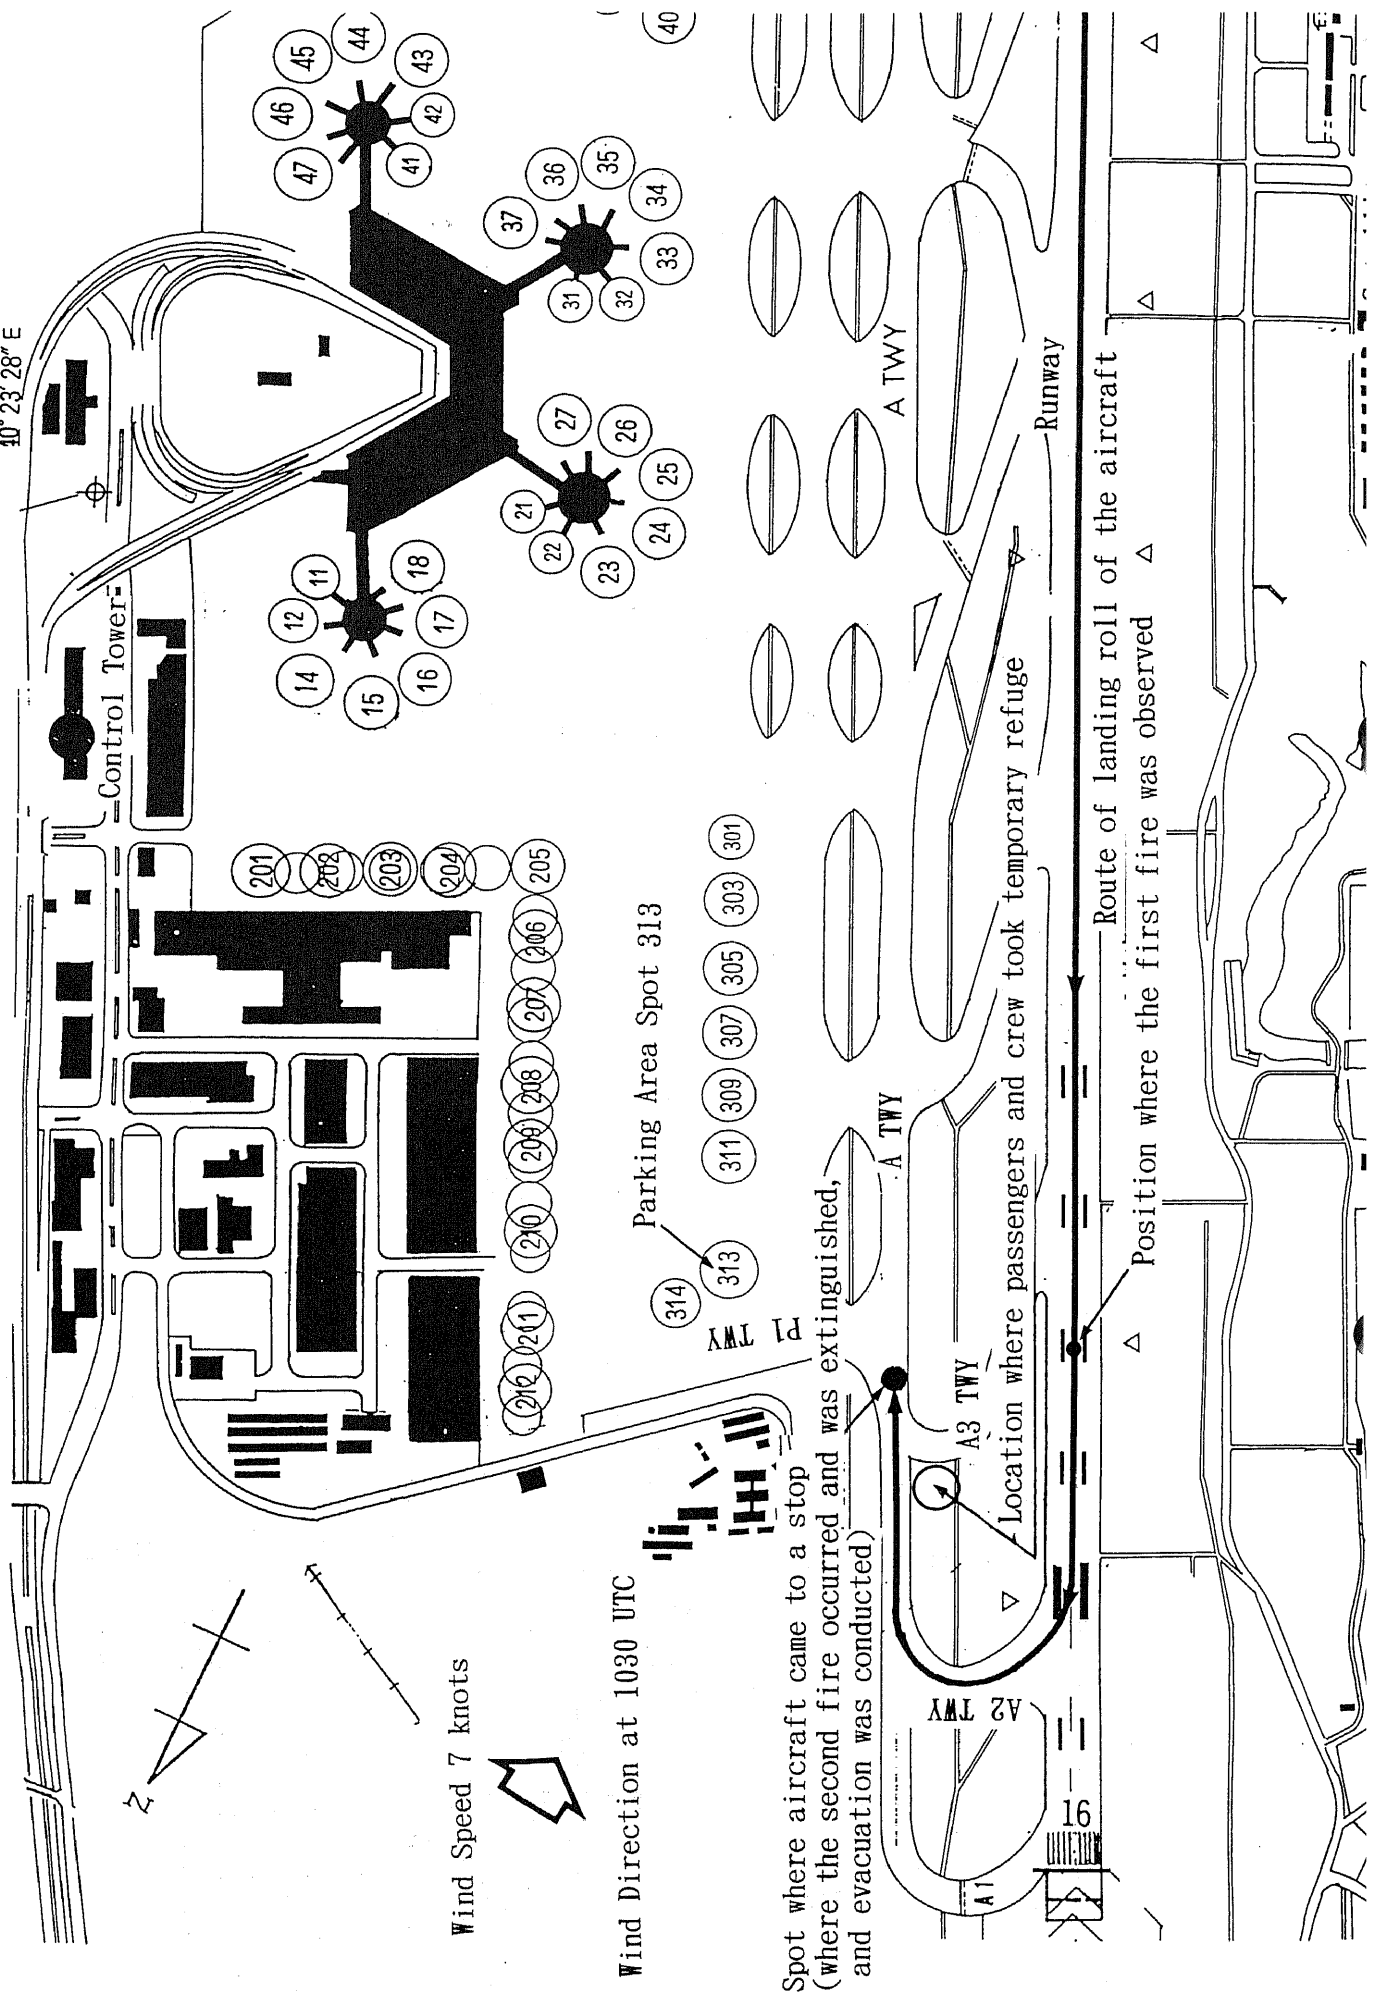 10° 23′ 28″ E
Control Tower
45
44
43
46
42
47
41
36
35
37
34
33
31
32
27
26
25
21
24
22
23
11
18
12
17
14
16
15
40
201
202
203
204
205
206
207
208
209
210
211
212
301
303
305
307
309
311
313
314
Parking Area Spot 313
P1 TWY
A TWY
A TWY
Runway
Route of landing roll of the aircraft
Position where the first fire was observed
Location where passengers and crew took temporary refuge
A3 TWY
A2 TWY
A1
16
Spot where aircraft came to a stop
(where the second fire occurred and was extinguished,
and evacuation was conducted)
N
Wind Speed 7 knots
Wind Direction at 1030 UTC